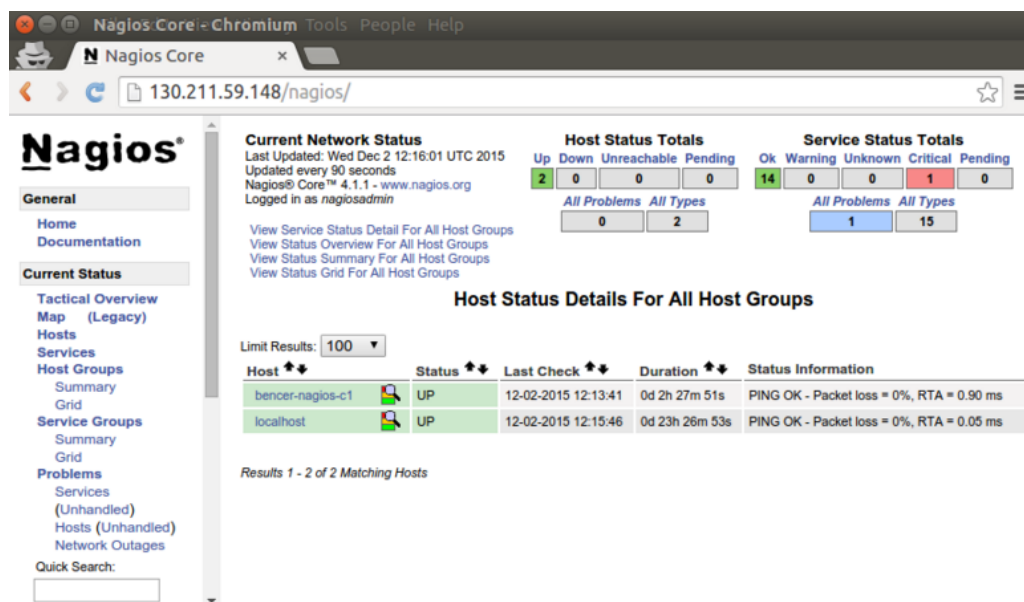 Nagios Core - Chromium Tools People Help
N Nagios Core ×
130.211.59.148/nagios/
Nagios®
General
Home
Documentation
Current Status
Tactical Overview
Map (Legacy)
Hosts
Services
Host Groups
Summary
Grid
Service Groups
Summary
Grid
Problems
Services
(Unhandled)
Hosts (Unhandled)
Network Outages
Quick Search:
Current Network Status
Last Updated: Wed Dec 2 12:16:01 UTC 2015
Updated every 90 seconds
Nagios® Core™ 4.1.1 - www.nagios.org
Logged in as nagiosadmin
View Service Status Detail For All Host Groups
View Status Overview For All Host Groups
View Status Summary For All Host Groups
View Status Grid For All Host Groups
Host Status Totals
Up Down Unreachable Pending
2 0 0 0
All Problems All Types
0 2
Service Status Totals
Ok Warning Unknown Critical Pending
14 0 0 1 0
All Problems All Types
1 15
Host Status Details For All Host Groups
Limit Results: 100
Host Status Last Check Duration Status Information
bencer-nagios-c1 UP 12-02-2015 12:13:41 0d 2h 27m 51s PING OK - Packet loss = 0%, RTA = 0.90 ms
localhost UP 12-02-2015 12:15:46 0d 23h 26m 53s PING OK - Packet loss = 0%, RTA = 0.05 ms
Results 1 - 2 of 2 Matching Hosts